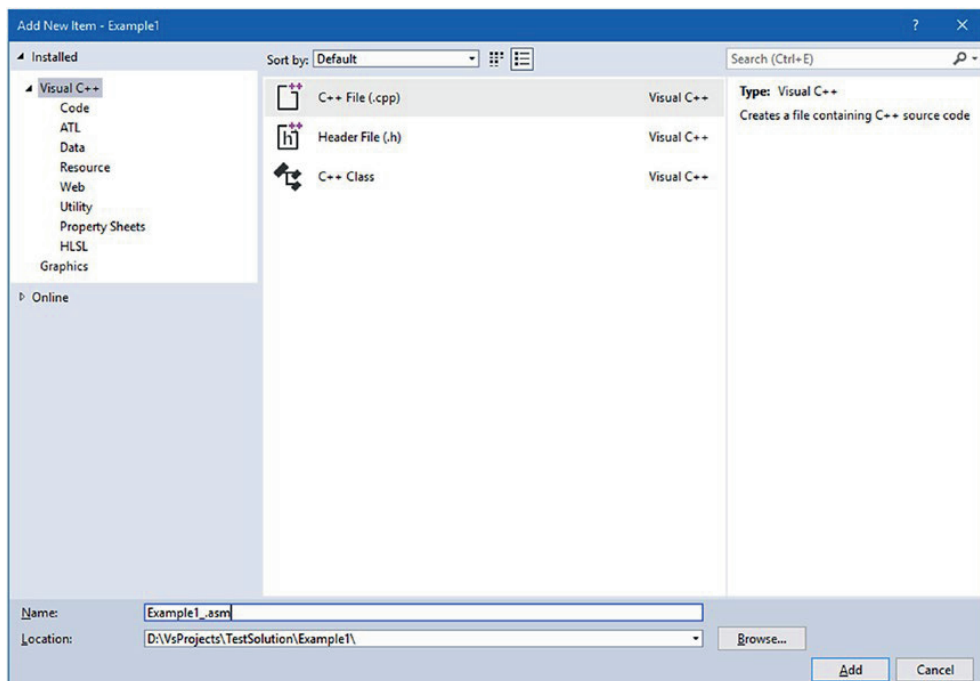 Add New Item - Example1 ? ×
Installed
Visual C++
Code
ATL
Data
Resource
Web
Utility
Property Sheets
HLSL
Graphics
Online
Sort by: Default
C++ File (.cpp) Visual C++
Header File (.h) Visual C++
C++ Class Visual C++
Search (Ctrl+E)
Type: Visual C++
Creates a file containing C++ source code
Name: Example1_.asm
Location: D:\VsProjects\TestSolution\Example1\ Browse...
Add Cancel